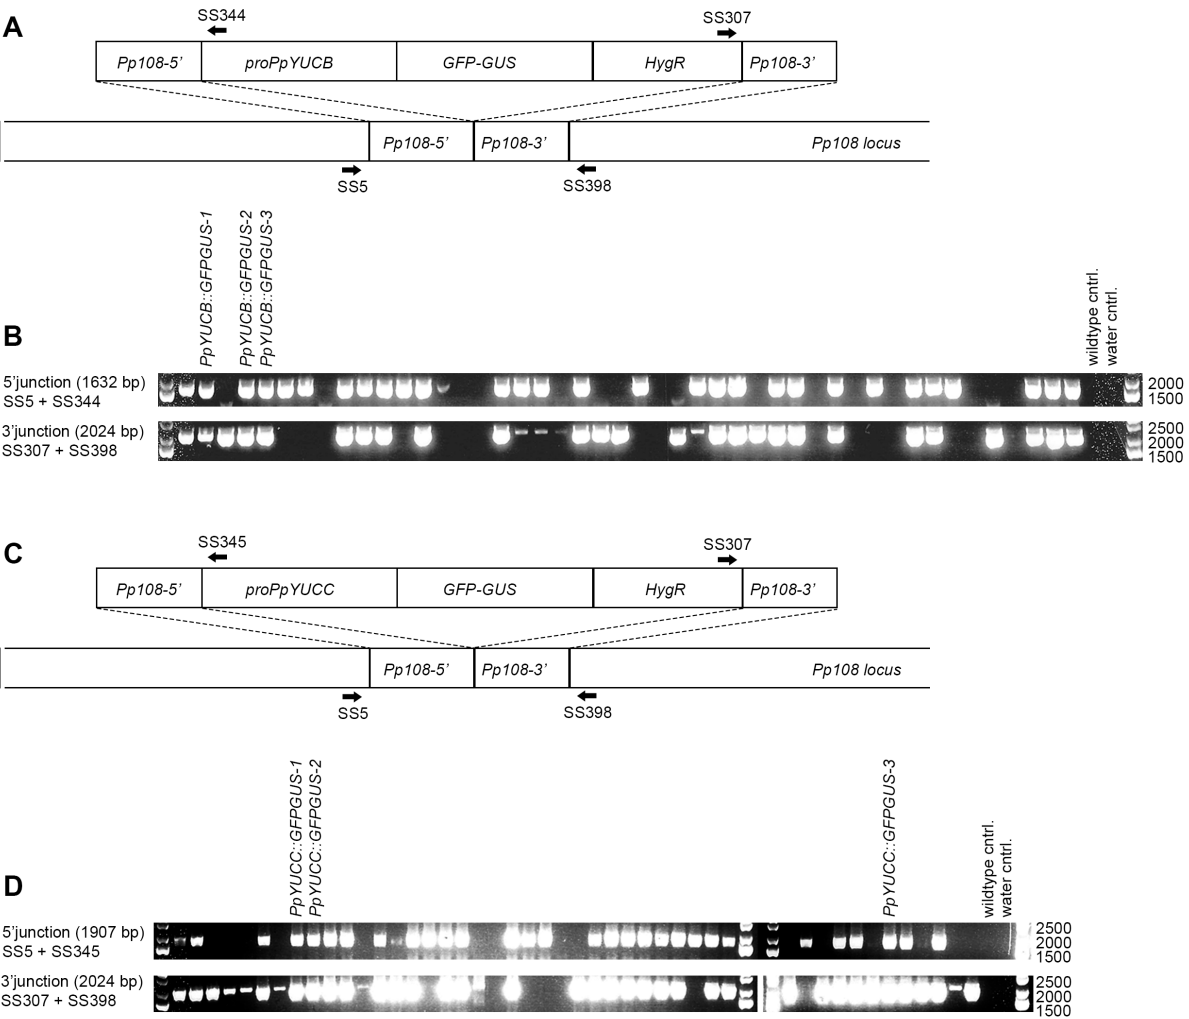 A
SS344
SS307
Pp108-5’
proPpYUCB
GFP-GUS
HygR
Pp108-3’
Pp108-5’
Pp108-3’
Pp108 locus
SS5
SS398
PpYUCB::GFPGUS-1
PpYUCB::GFPGUS-2
PpYUCB::GFPGUS-3
wildtype cntrl.
water cntrl.
B
5’junction (1632 bp)
SS5 + SS344
2000
1500
3’junction (2024 bp)
SS307 + SS398
2500
2000
1500
C
SS345
SS307
Pp108-5’
proPpYUCC
GFP-GUS
HygR
Pp108-3’
Pp108-5’
Pp108-3’
Pp108 locus
SS5
SS398
PpYUCC::GFPGUS-1
PpYUCC::GFPGUS-2
PpYUCC::GFPGUS-3
wildtype cntrl.
water cntrl.
D
5’junction (1907 bp)
SS5 + SS345
2500
2000
1500
3’junction (2024 bp)
SS307 + SS398
2500
2000
1500